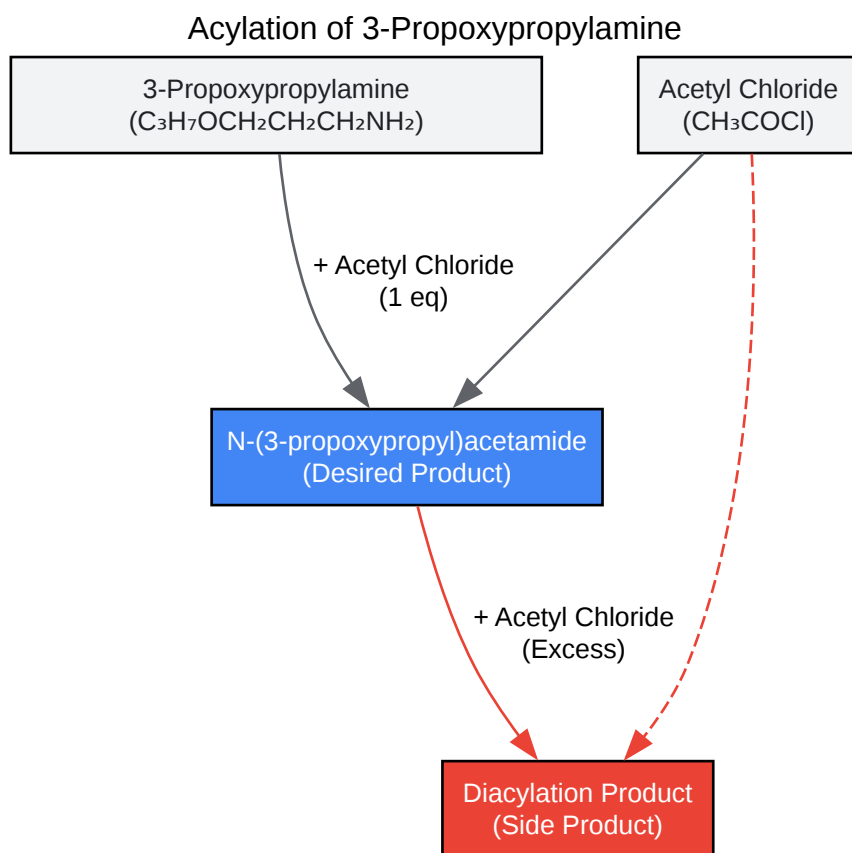 Acylation of 3-Propoxypropylamine
3-Propoxypropylamine
(C₃H₇OCH₂CH₂CH₂NH₂)
Acetyl Chloride
(CH₃COCl)
+ Acetyl Chloride
(1 eq)
N-(3-propoxypropyl)acetamide
(Desired Product)
+ Acetyl Chloride
(Excess)
Diacylation Product
(Side Product)